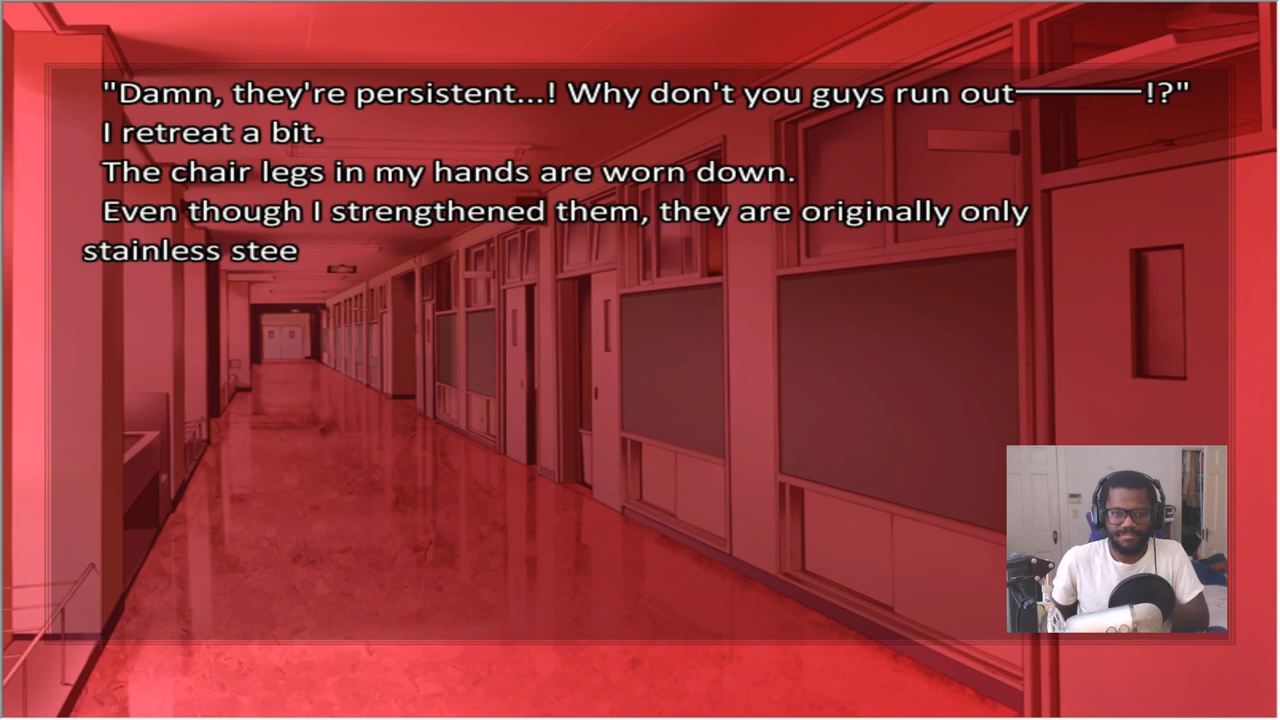 "Damn, they're persistent...! Why don't you guys run out————!?"
I retreat a bit.
The chair legs in my hands are worn down.
Even though I strengthened them, they are originally only
stainless stee